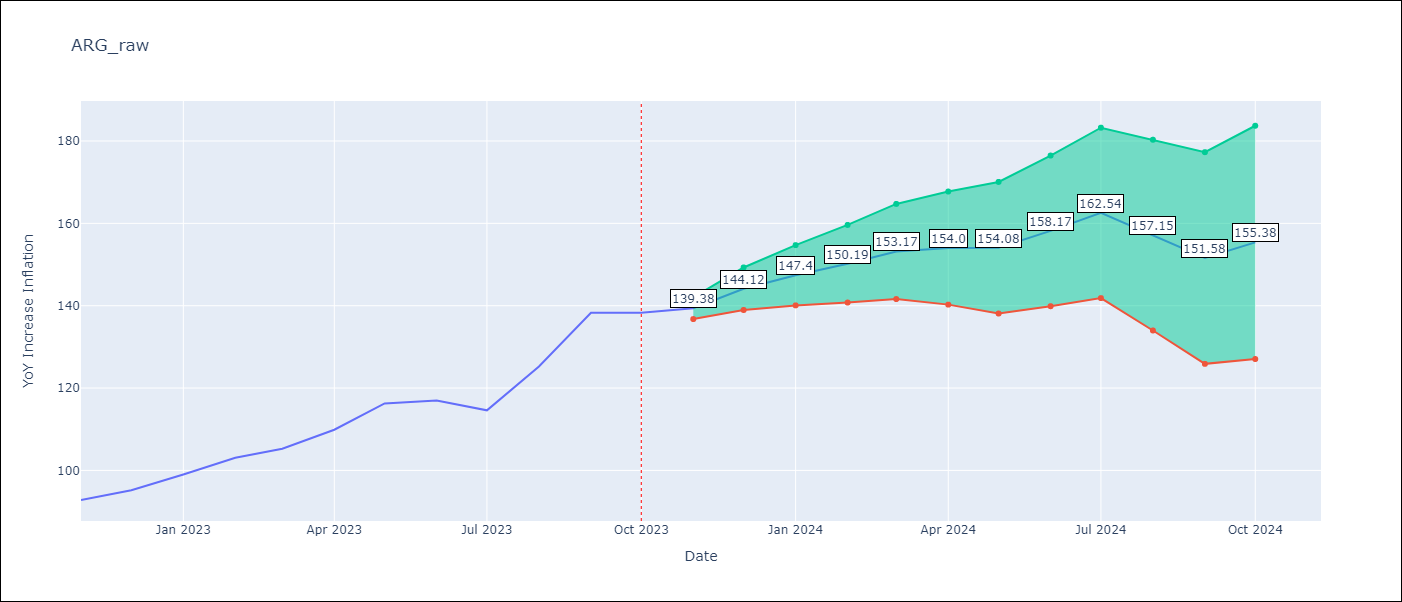 ARG_raw
YoY Increase Inflation
180
160
140
120
100
139.38
144.12
147.4
150.19
153.17
154.0
154.08
158.17
162.54
157.15
151.58
155.38
Jan 2023
Apr 2023
Jul 2023
Oct 2023
Jan 2024
Apr 2024
Jul 2024
Oct 2024
Date